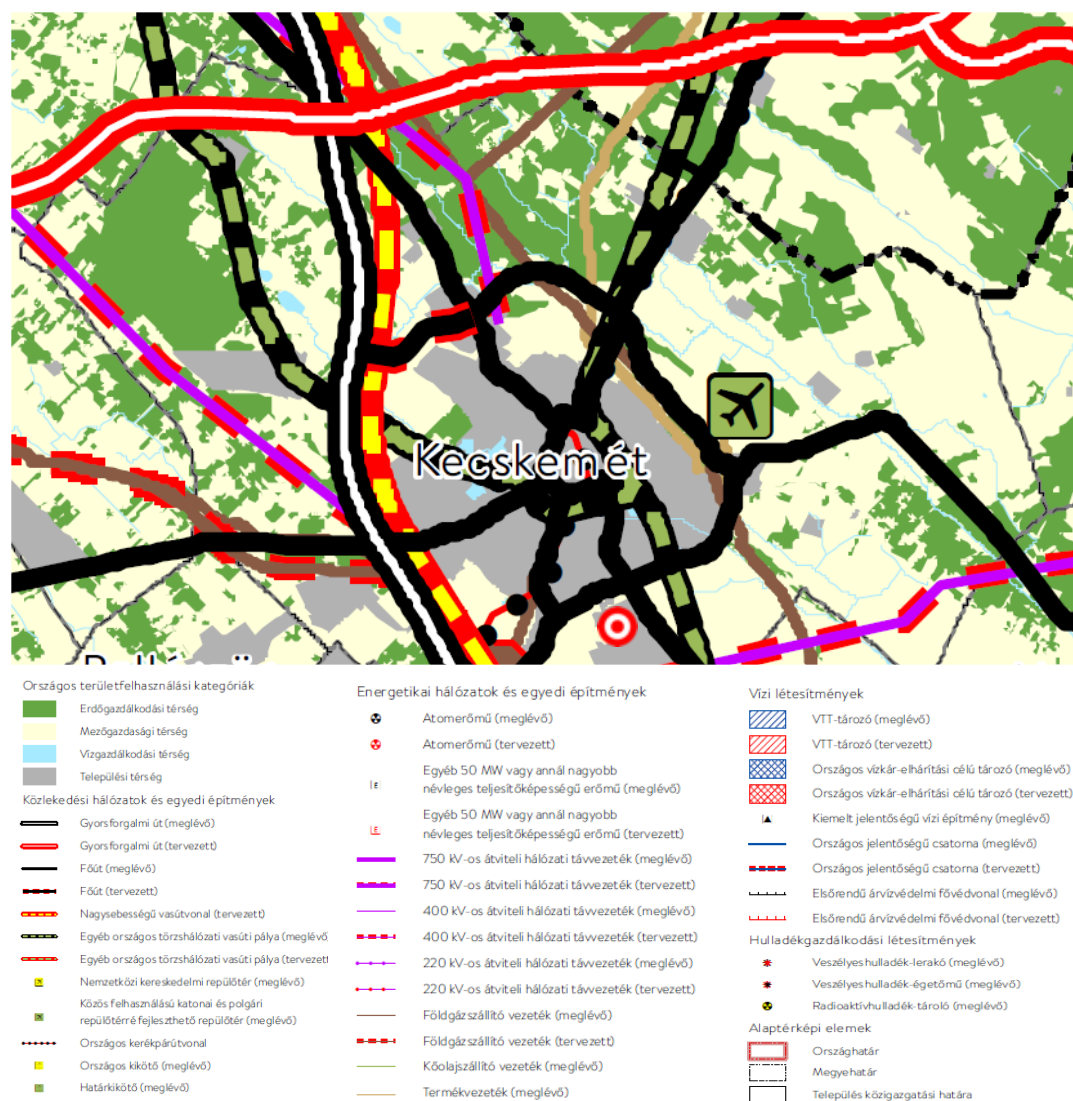 Kecskemét
Országos területfelhasználási kategóriák
Erdőgazdálkodási térség
Mezőgazdasági térség
Vízgazdálkodási térség
Települési térség
Közlekedési hálózatok és egyedi építmények
Gyorsforgalmi út (meglévő)
Gyorsforgalmi út (tervezett)
Főút (meglévő)
Főút (tervezett)
Nagysebességű vasútvonal (tervezett)
Egyéb országos törzshálózati vasúti pálya (meglévő)
Egyéb országos törzshálózati vasúti pálya (tervezett
Nemzetközi kereskedelmi repülőtér (meglévő)
Közös felhasználású katonai és polgári
repülőtérré fejleszthető repülőtér (meglévő)
Országos kerékpárútvonal
Országos kikötő (meglévő)
Határkikötő (meglévő)
Energetikai hálózatok és egyedi építmények
Atomerőmű (meglévő)
Atomerőmű (tervezett)
Egyéb 50 MW vagy annál nagyobb
névleges teljesítőképességű erőmű (meglévő)
E
Egyéb 50 MW vagy annál nagyobb
névleges teljesítőképességű erőmű (tervezett)
E
750 kV-os átviteli hálózati távvezeték (meglévő)
750 kV-os átviteli hálózati távvezeték (tervezett)
400 kV-os átviteli hálózati távvezeték (meglévő)
400 kV-os átviteli hálózati távvezeték (tervezett)
220 kV-os átviteli hálózati távvezeték (meglévő)
220 kV-os átviteli hálózati távvezeték (tervezett)
Földgázszállító vezeték (meglévő)
Földgázszállító vezeték (tervezett)
Kőolajszállító vezeték (meglévő)
Termékvezeték (meglévő)
Vízi létesítmények
VTT-tározó (meglévő)
VTT-tározó (tervezett)
Országos vízkár-elhárítási célú tározó (meglévő)
Országos vízkár-elhárítási célú tározó (tervezett)
Kiemelt jelentőségű vízi építmény (meglévő)
Országos jelentőségű csatorna (meglévő)
Országos jelentőségű csatorna (tervezett)
Elsőrendű árvízvédelmi fővédvonal (meglévő)
Elsőrendű árvízvédelmi fővédvonal (tervezett)
Hulladékgazdálkodási létesítmények
Veszélyeshulladék-lerakó (meglévő)
Veszélyeshulladék-égetőmű (meglévő)
Radioaktívhulladék-tároló (meglévő)
Alaptérképi elemek
Országhatár
Megyehatár
Település közigazgatási határa